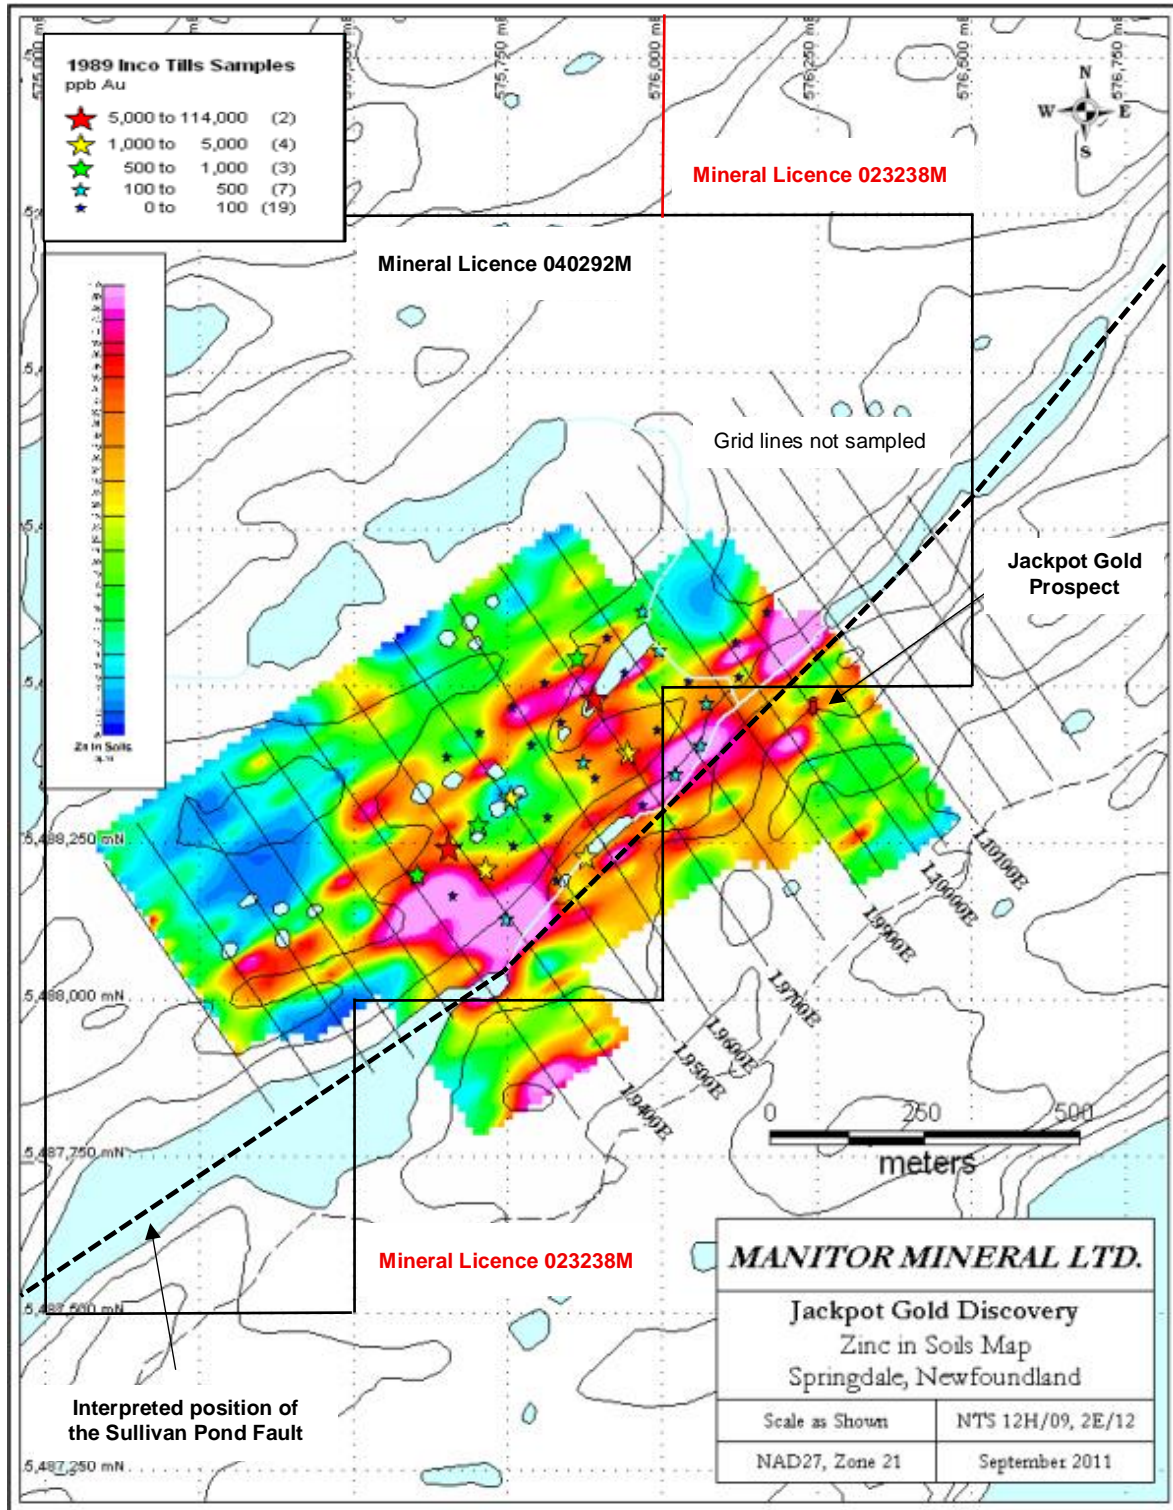 575,750 mE
576,000 mE
576,250 mE
576,500 mE
576,750 mE
1989 Inco Tills Samples
ppb Au
5,000 to 114,000 (2)
1,000 to 5,000 (4)
500 to 1,000 (3)
100 to 500 (7)
0 to 100 (19)
N
W E
S
Mineral Licence 023238M
Mineral Licence 040292M
Grid lines not sampled
Jackpot Gold
Prospect
Zn in Soils
5,488,250 mN
5,488,000 mN
5,487,750 mN
5,487,500 mN
5,487,250 mN
L10100E
L10000E
L9900E
L9700E
L9600E
L9500E
L9400E
0 250 500
meters
Mineral Licence 023238M
Interpreted position of
the Sullivan Pond Fault
MANITOR MINERAL LTD.
Jackpot Gold Discovery
Zinc in Soils Map
Springdale, Newfoundland
Scale as Shown
NTS 12H/09, 2E/12
NAD27, Zone 21
September 2011